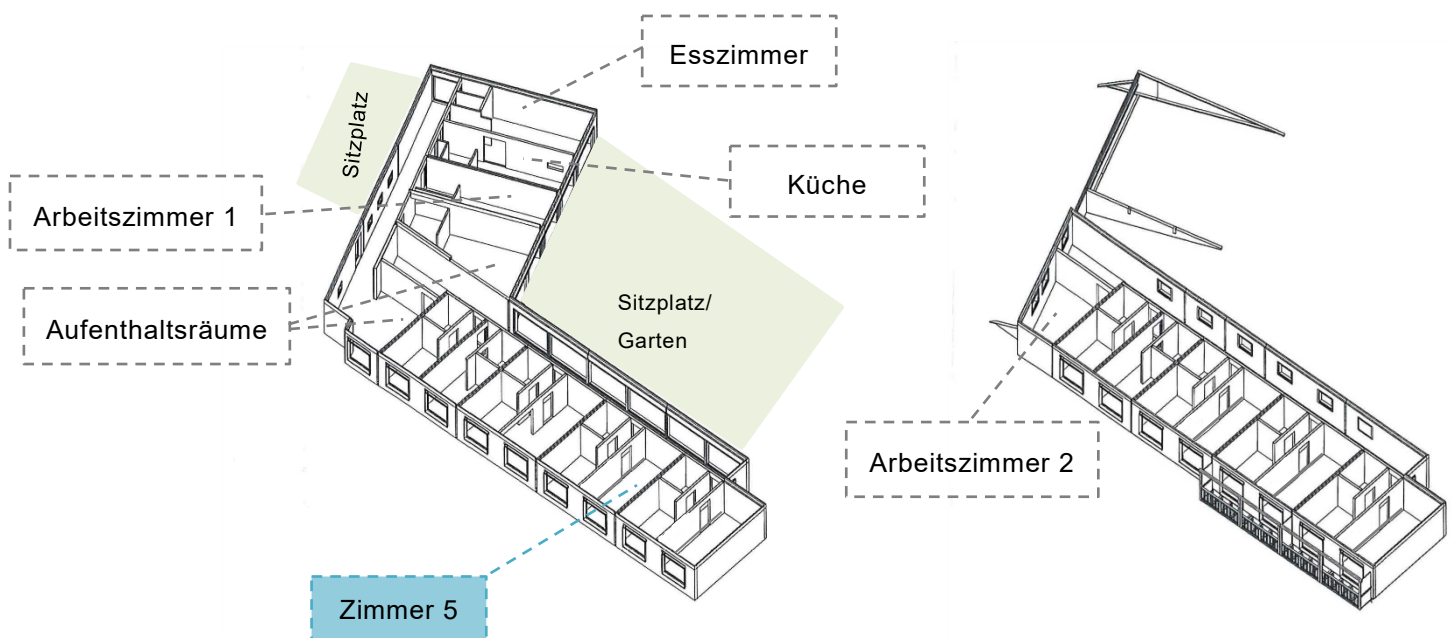 Esszimmer
Sitzplatz
Küche
Arbeitszimmer 1
Sitzplatz/
Garten
Aufenthaltsräume
Arbeitszimmer 2
Zimmer 5